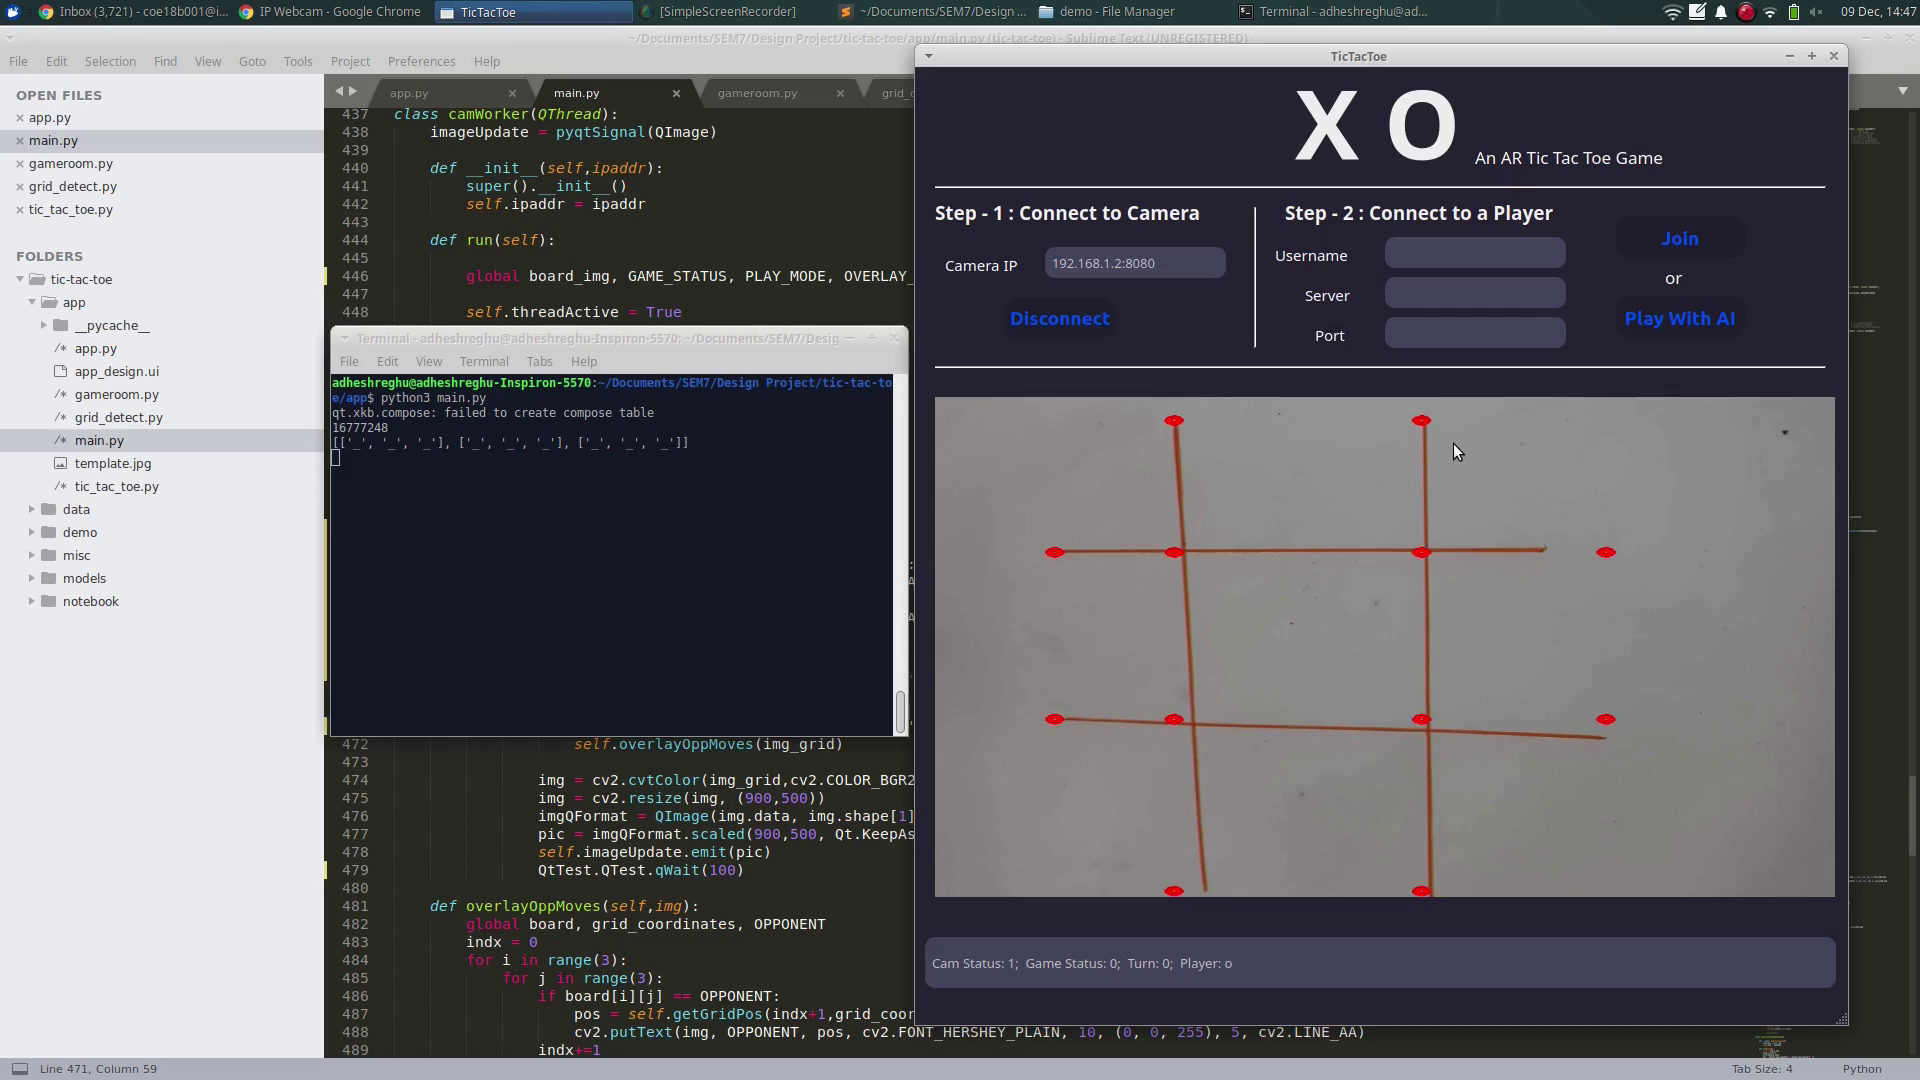 Inbox (3,721) - coe18b001@i...
IP Webcam - Google Chrome
TicTacToe
[SimpleScreenRecorder]
~/Documents/SEM7/Design ...
demo - File Manager
Terminal - adheshreghu@ad...
09 Dec, 14:47
~/Documents/SEM7/Design Project/tic-tac-toe/app/main.py (tic-tac-toe) - Sublime Text (UNREGISTERED)
File Edit Selection Find View Goto Tools Project Preferences Help
OPEN FILES
app.py
main.py
gameroom.py
grid_detect.py
tic_tac_toe.py
FOLDERS
tic-tac-toe
app
__pycache__
app.py
app_design.ui
gameroom.py
grid_detect.py
main.py
template.jpg
tic_tac_toe.py
data
demo
misc
models
notebook
app.py
main.py
gameroom.py
437 class camWorker(QThread):
438 imageUpdate = pyqtSignal(QImage)
439
440 def __init__(self,ipaddr):
441 super().__init__()
442 self.ipaddr = ipaddr
443
444 def run(self):
445
446 global board_img, GAME_STATUS, PLAY_MODE, OVERLAY_
447
448 self.threadActive = True
Terminal - adheshreghu@adheshreghu-Inspiron-5570: ~/Documents/SEM7/Desig
File Edit View Terminal Tabs Help
adheshreghu@adheshreghu-Inspiron-5570:~/Documents/SEM7/Design Project/tic-tac-to
e/app$ python3 main.py
qt.xkb.compose: failed to create compose table
16777248
[['_', '_', '_'], ['_', '_', '_'], ['_', '_', '_']]
472 self.overlayOppMoves(img_grid)
473
474 img = cv2.cvtColor(img_grid,cv2.COLOR_BGR2
475 img = cv2.resize(img, (900,500))
476 imgQFormat = QImage(img.data, img.shape[1]
477 pic = imgQFormat.scaled(900,500, Qt.KeepAs
478 self.imageUpdate.emit(pic)
479 QtTest.QTest.qWait(100)
480
481 def overlayOppMoves(self,img):
482 global board, grid_coordinates, OPPONENT
483 indx = 0
484 for i in range(3):
485 for j in range(3):
486 if board[i][j] == OPPONENT:
487 pos = self.getGridPos(indx+1,grid_coor
488 cv2.putText(img, OPPONENT, pos, cv2.FONT_HERSHEY_PLAIN, 10, (0, 0, 255), 5, cv2.LINE_AA)
489 indx+=1
TicTacToe
X O An AR Tic Tac Toe Game
Step - 1 : Connect to Camera
Camera IP 192.168.1.2:8080
Disconnect
Step - 2 : Connect to a Player
Username
Server
Port
Join
or
Play With AI
Cam Status: 1; Game Status: 0; Turn: 0; Player: o
Line 471, Column 59
Tab Size: 4
Python